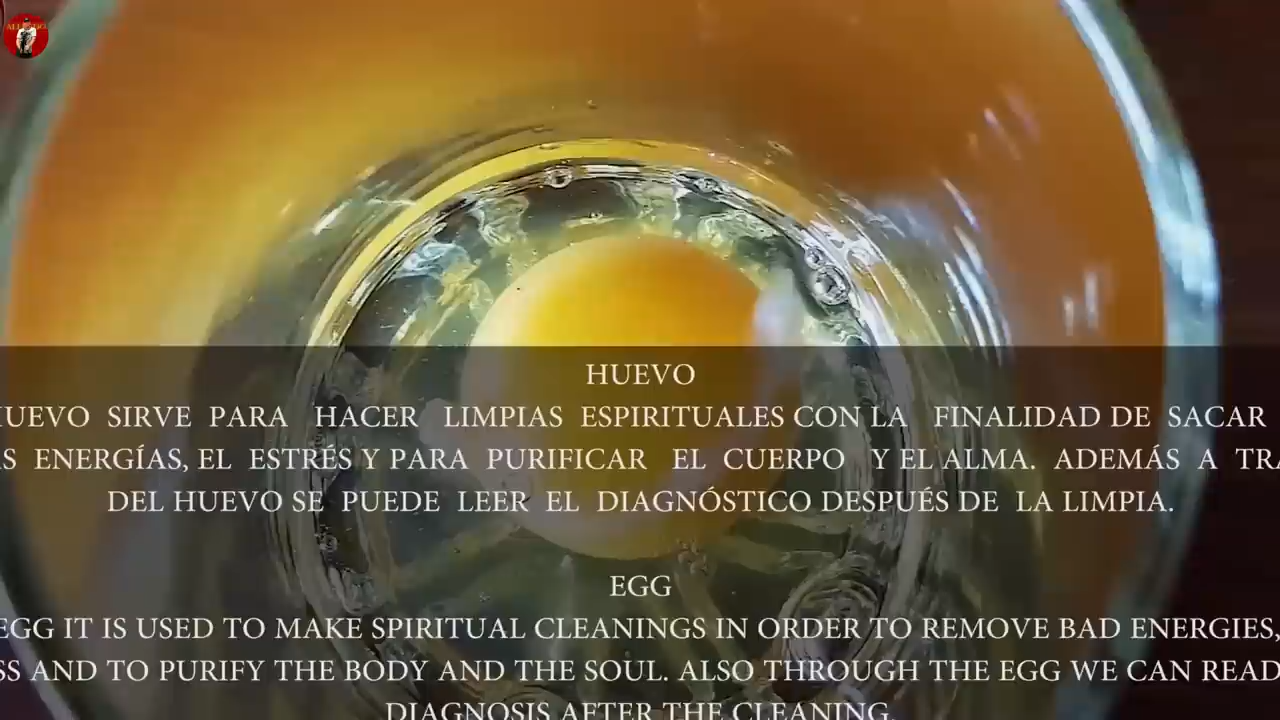 HUEVO
HUEVO SIRVE PARA HACER LIMPIAS ESPIRITUALES CON LA FINALIDAD DE SACAR
ENERGÍAS, EL ESTRÉS Y PARA PURIFICAR EL CUERPO Y EL ALMA. ADEMÁS A
DEL HUEVO SE PUEDE LEER EL DIAGNÓSTICO DESPUÉS DE LA LIMPIA.
EGG
EGG IT IS USED TO MAKE SPIRITUAL CLEANINGS IN ORDER TO REMOVE BAD ENERGIES,
AND TO PURIFY THE BODY AND THE SOUL. ALSO THROUGH THE EGG WE CAN READ
DIAGNOSIS AFTER THE CLEANING.